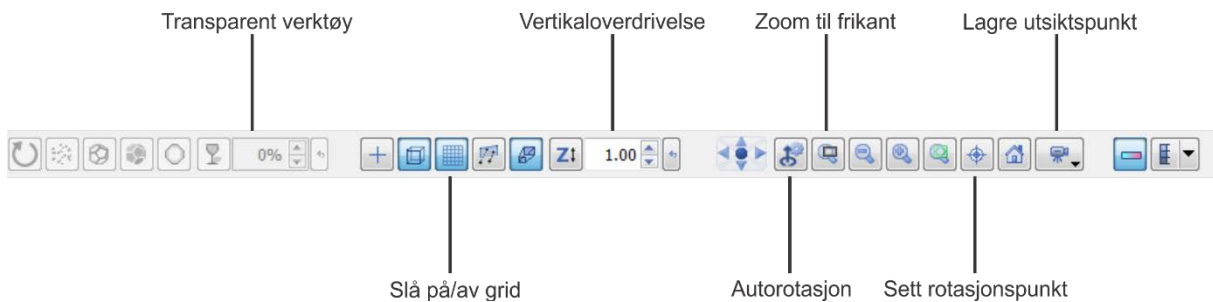 Transparent verktøy
Vertikaloverdrivelse
Zoom til frikant
Lagre utsiktspunkt
0%
Z
1.00
Slå på/av grid
Autorotasjon
Sett rotasjonspunkt